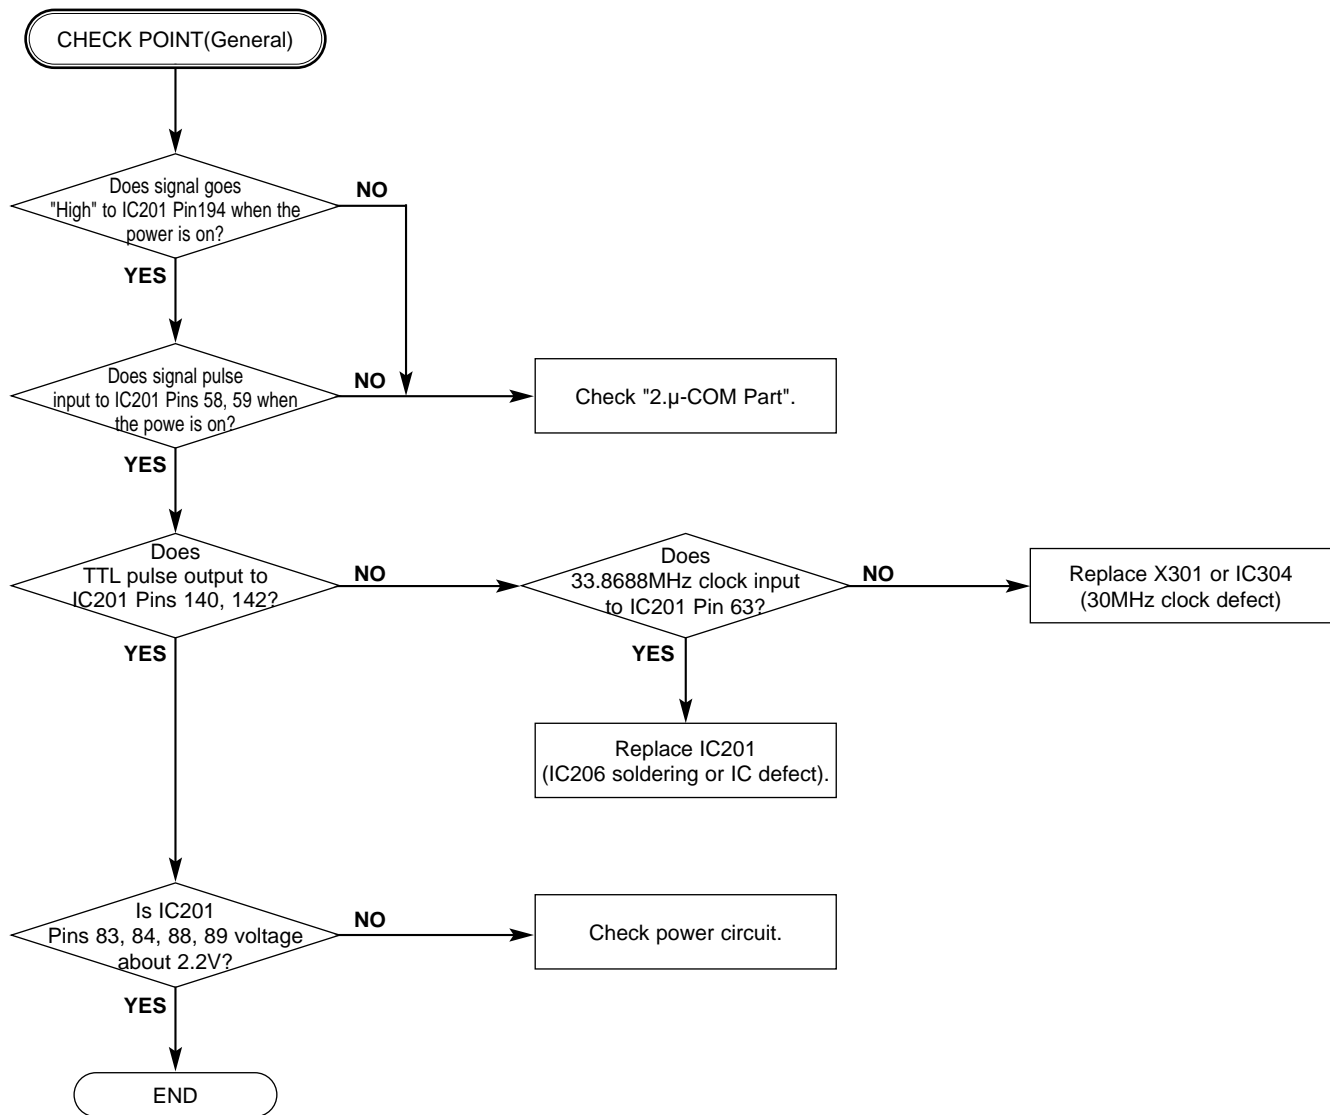 CHECK POINT(General)
Does signal goes
"High" to IC201 Pin194 when the
power is on?
NO
YES
Does signal pulse
input to IC201 Pins 58, 59 when
the powe is on?
NO
Check "2.µ-COM Part".
YES
Does
TTL pulse output to
IC201 Pins 140, 142?
NO
Does
33.8688MHz clock input
to IC201 Pin 63?
NO
Replace X301 or IC304
(30MHz clock defect)
YES
YES
Replace IC201
(IC206 soldering or IC defect).
Is IC201
Pins 83, 84, 88, 89 voltage
about 2.2V?
NO
Check power circuit.
YES
END